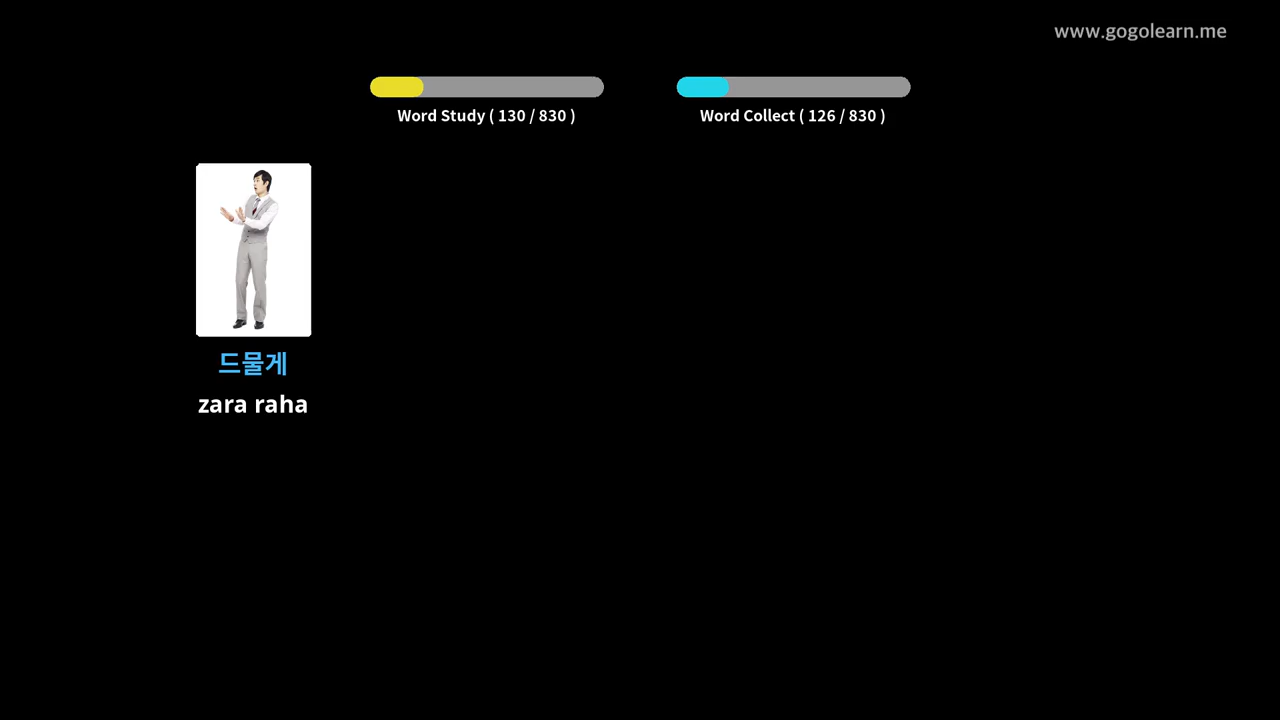 www.gogolearn.me
Word Study ( 130 / 830 )
Word Collect ( 126 / 830 )
드물게
zara raha